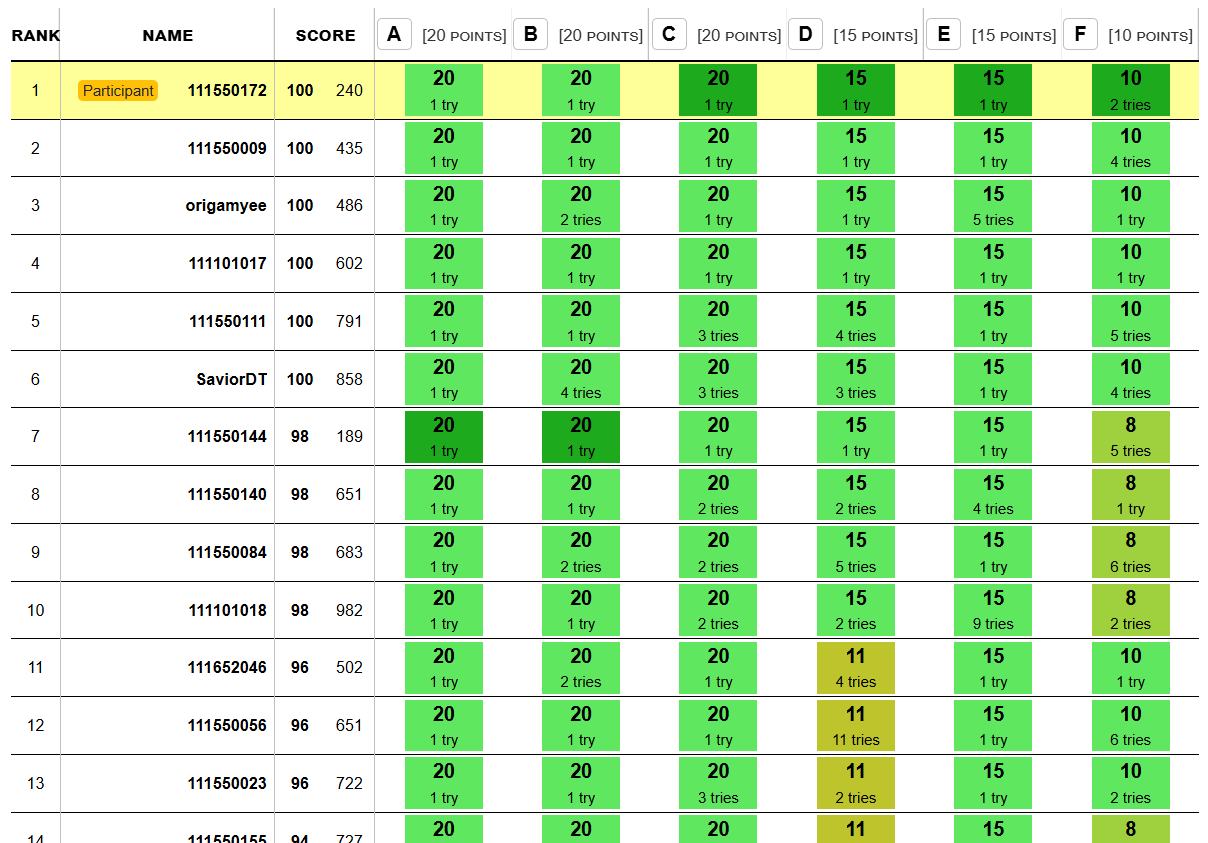 RANK NAME SCORE A [20 POINTS] B [20 POINTS] C [20 POINTS] D [15 POINTS] E [15 POINTS] F [10 POINTS]
1 Participant 111550172 100 240 20 20 20 15 15 10
1 try 1 try 1 try 1 try 1 try 2 tries
2 111550009 100 435 20 20 20 15 15 10
1 try 1 try 1 try 1 try 1 try 4 tries
3 origamyee 100 486 20 20 20 15 15 10
1 try 2 tries 1 try 1 try 5 tries 1 try
4 111101017 100 602 20 20 20 15 15 10
1 try 1 try 1 try 1 try 1 try 1 try
5 111550111 100 791 20 20 20 15 15 10
1 try 1 try 3 tries 4 tries 1 try 5 tries
6 SaviorDT 100 858 20 20 20 15 15 10
1 try 4 tries 3 tries 3 tries 1 try 4 tries
7 111550144 98 189 20 20 20 15 15 8
1 try 1 try 1 try 1 try 1 try 5 tries
8 111550140 98 651 20 20 20 15 15 8
1 try 1 try 2 tries 2 tries 4 tries 1 try
9 111550084 98 683 20 20 20 15 15 8
1 try 2 tries 2 tries 5 tries 1 try 6 tries
10 111101018 98 982 20 20 20 15 15 8
1 try 1 try 2 tries 2 tries 9 tries 2 tries
11 111652046 96 502 20 20 20 11 15 10
1 try 2 tries 1 try 4 tries 1 try 1 try
12 111550056 96 651 20 20 20 11 15 10
1 try 1 try 1 try 11 tries 1 try 6 tries
13 111550023 96 722 20 20 20 11 15 10
1 try 1 try 3 tries 2 tries 1 try 2 tries
14 111550155 94 727 20 20 20 11 15 8